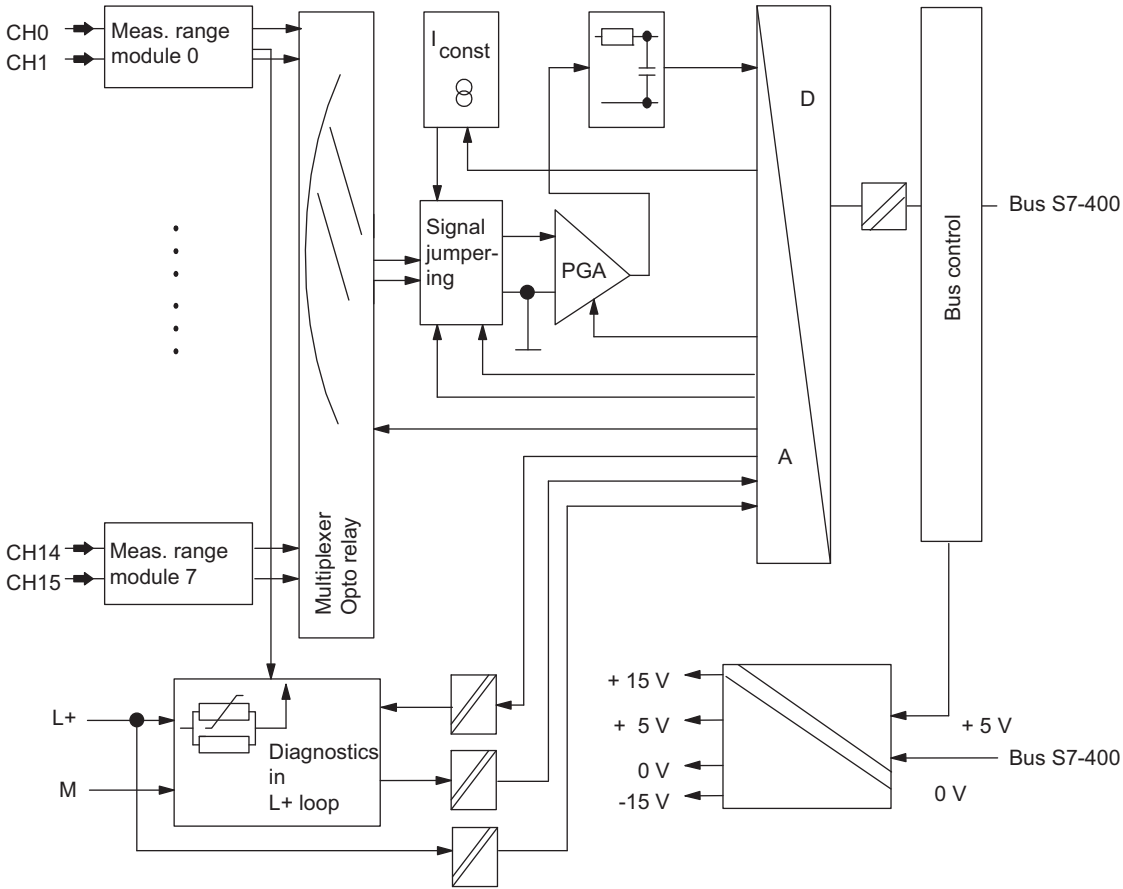 CH0
CH1
Meas. range
module 0
I const
D
Bus S7-400
Signal
jumper-
ing
PGA
Bus control
A
CH14
CH15
Meas. range
module 7
Multiplexer
Opto relay
L+
M
Diagnostics
in
L+ loop
+ 15 V
+ 5 V
0 V
-15 V
+ 5 V
Bus S7-400
0 V